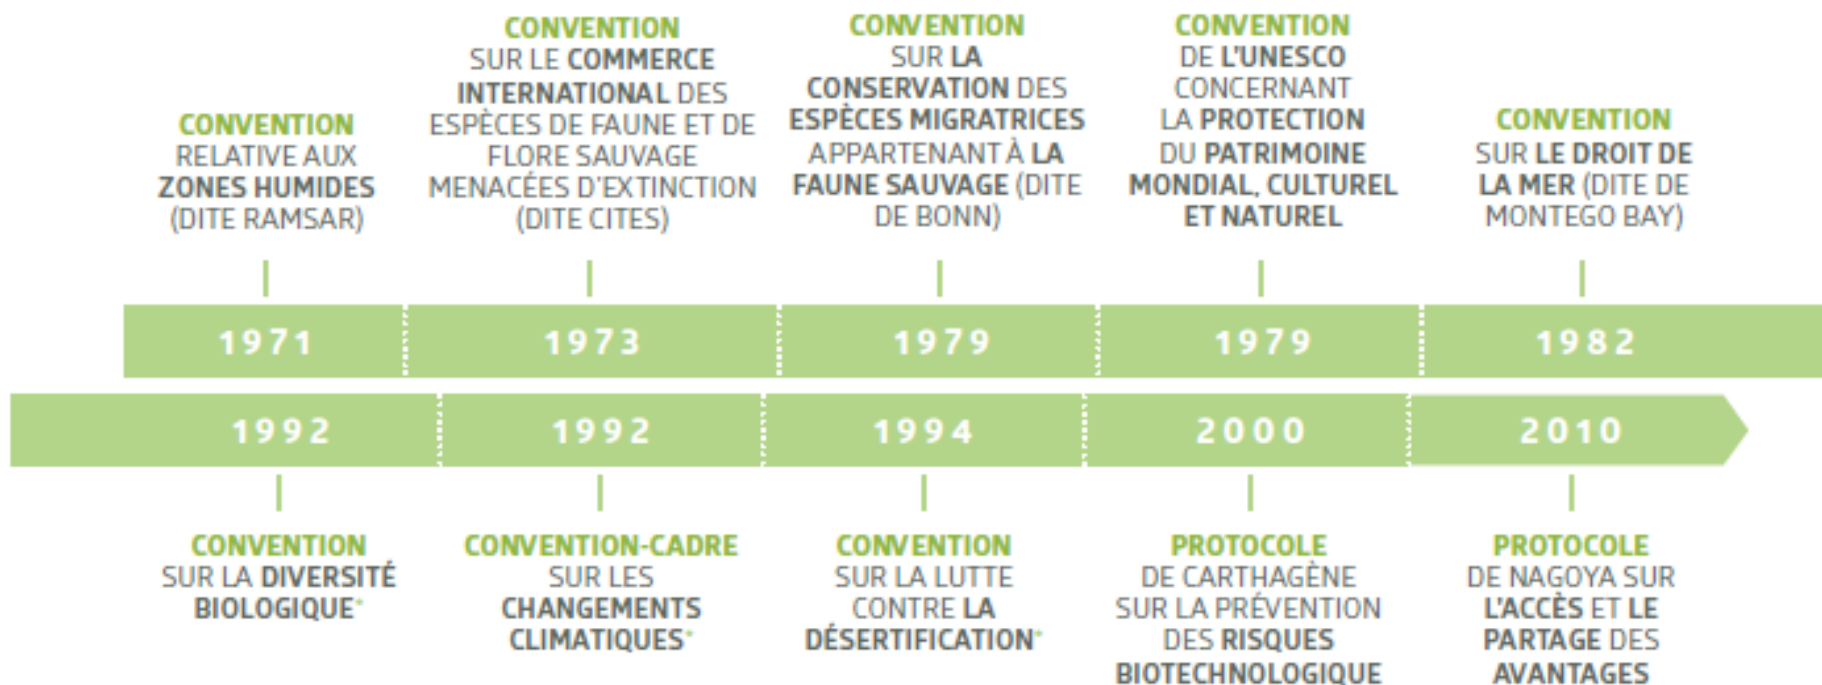 CONVENTION
RELATIVE AUX
ZONES HUMIDES
(DITE RAMSAR)
CONVENTION
SUR LE COMMERCE
INTERNATIONAL DES
ESPÈCES DE FAUNE ET DE
FLORE SAUVAGE
MENACÉES D'EXTINCTION
(DITE CITES)
CONVENTION
SUR LA
CONSERVATION DES
ESPÈCES MIGRATRICES
APPARTENANT À LA
FAUNE SAUVAGE (DITE
DE BONN)
CONVENTION
DE L'UNESCO
CONCERNANT
LA PROTECTION
DU PATRIMOINE
MONDIAL, CULTUREL
ET NATUREL
CONVENTION
SUR LE DROIT DE
LA MER (DITE DE
MONTEGO BAY)
1971
1973
1979
1979
1982
1992
1992
1994
2000
2010
CONVENTION
SUR LA DIVERSITÉ
BIOLOGIQUE*
CONVENTION-CADRE
SUR LES
CHANGEMENTS
CLIMATIQUES*
CONVENTION
SUR LA LUTTE
CONTRE LA
DÉSERTIFICATION*
PROTOCOLE
DE CARTHAGÈNE
SUR LA PRÉVENTION
DES RISQUES
BIOTECHNOLOGIQUE
PROTOCOLE
DE NAGOYA SUR
L'ACCÈS ET LE
PARTAGE DES
AVANTAGES